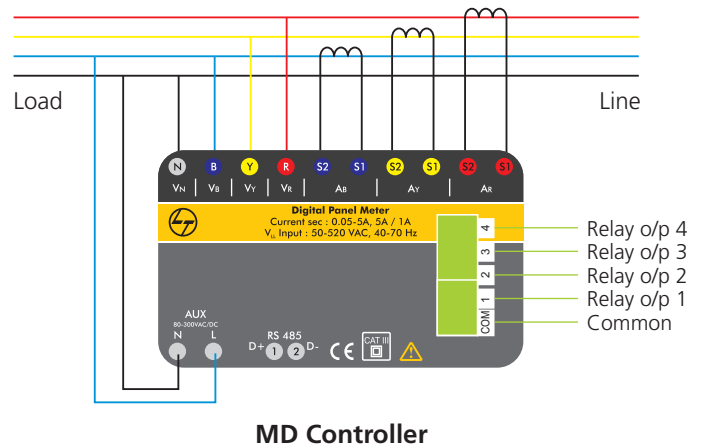 Load Line
N B Y R S2 S1 S2 S1 S2 S1
VN VB VY VR AB AY AR
Digital Panel Meter
Current sec : 0.05-5A, 5A / 1A
VLL Input : 50-520 VAC, 40-70 Hz
4 Relay o/p 4
3 Relay o/p 3
2 Relay o/p 2
1 Relay o/p 1
COM Common
AUX
80-300VAC/DC
N L
RS 485
D+ 1 2 D-
CE
CAT III
MD Controller